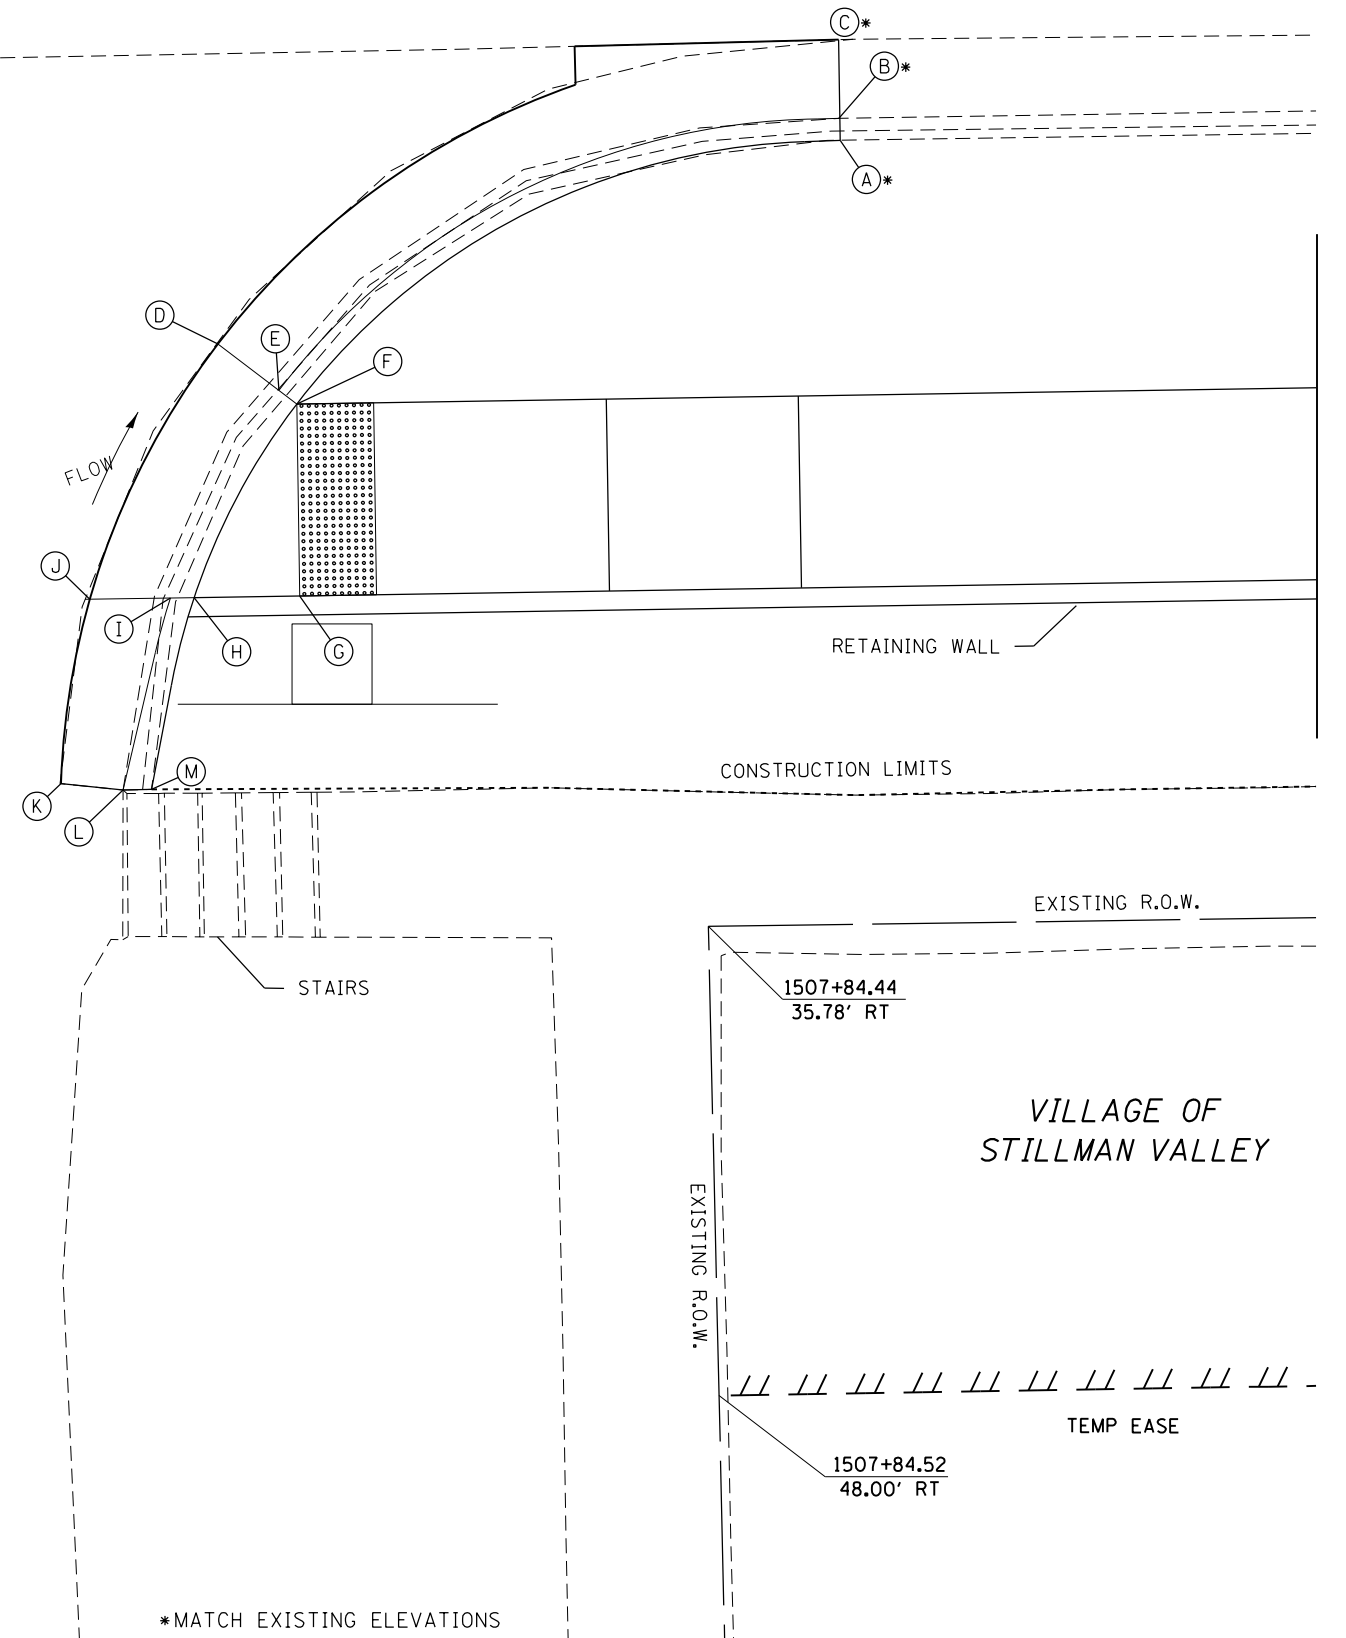 C*
B*
A*
D
E
F
FLOW
J
I
H
G
RETAINING WALL
M
CONSTRUCTION LIMITS
K
L
EXISTING R.O.W.
STAIRS
1507+84.44
35.78' RT
VILLAGE OF
STILLMAN VALLEY
EXISTING R.O.W.
TEMP EASE
1507+84.52
48.00' RT
*MATCH EXISTING ELEVATIONS